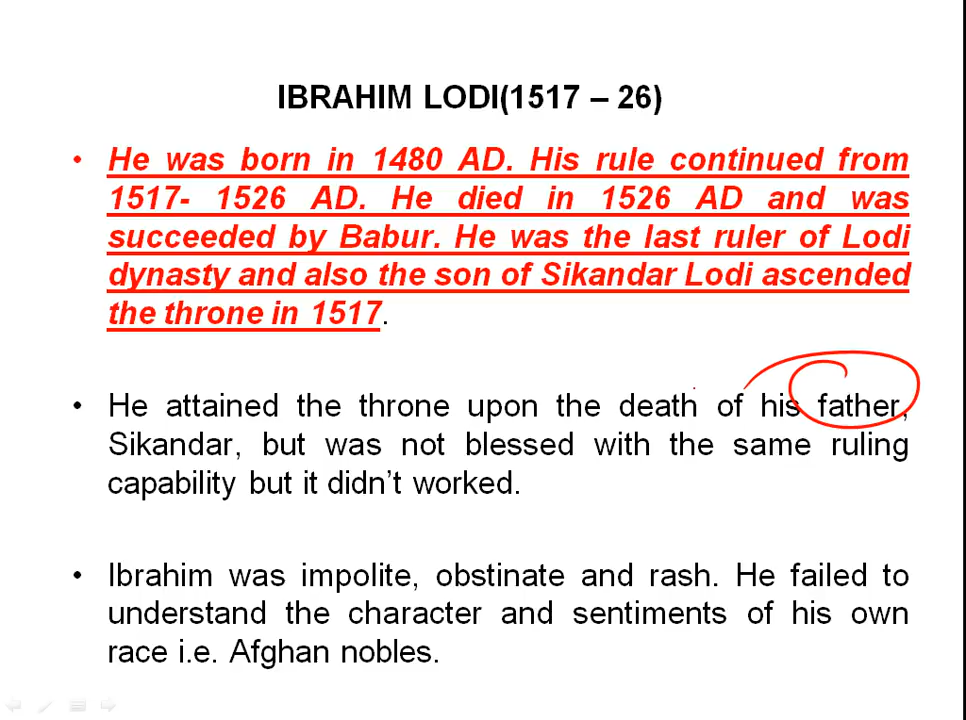 IBRAHIM LODI(1517 – 26)
• He was born in 1480 AD. His rule continued from
1517- 1526 AD. He died in 1526 AD and was
succeeded by Babur. He was the last ruler of Lodi
dynasty and also the son of Sikandar Lodi ascended
the throne in 1517.
• He attained the throne upon the death of his father,
Sikandar, but was not blessed with the same ruling
capability but it didn’t worked.
• Ibrahim was impolite, obstinate and rash. He failed to
understand the character and sentiments of his own
race i.e. Afghan nobles.